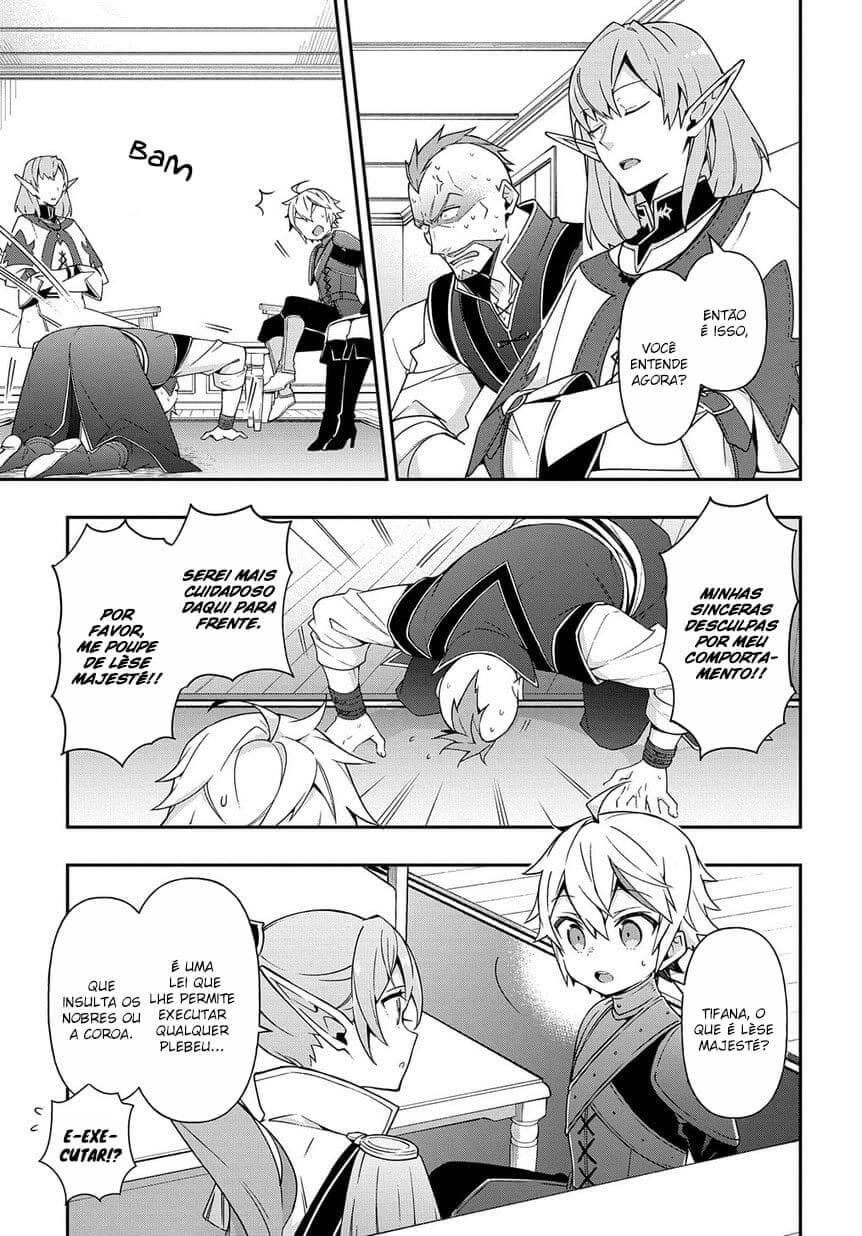 ENTÃO
É ISSO,
VOCÊ
ENTENDE
AGORA?
BAM
MINHAS
SINCERAS
DESCULPAS
POR MEU
COMPORTA-
MENTO!!
SEREI MAIS
CUIDADOSO
DAQUI PARA
FRENTE.
POR
FAVOR,
ME POUPE
DE LÈSE
MAJESTÉ!!
TIFANA, O
QUE É LÈSE
MAJESTÉ?
É UMA
LEI QUE
LHE PERMITE
EXECUTAR
QUALQUER
PLEBEU...
QUE
INSULTA OS
NOBRES OU
A COROA.
E-EXE-
CUTAR!?